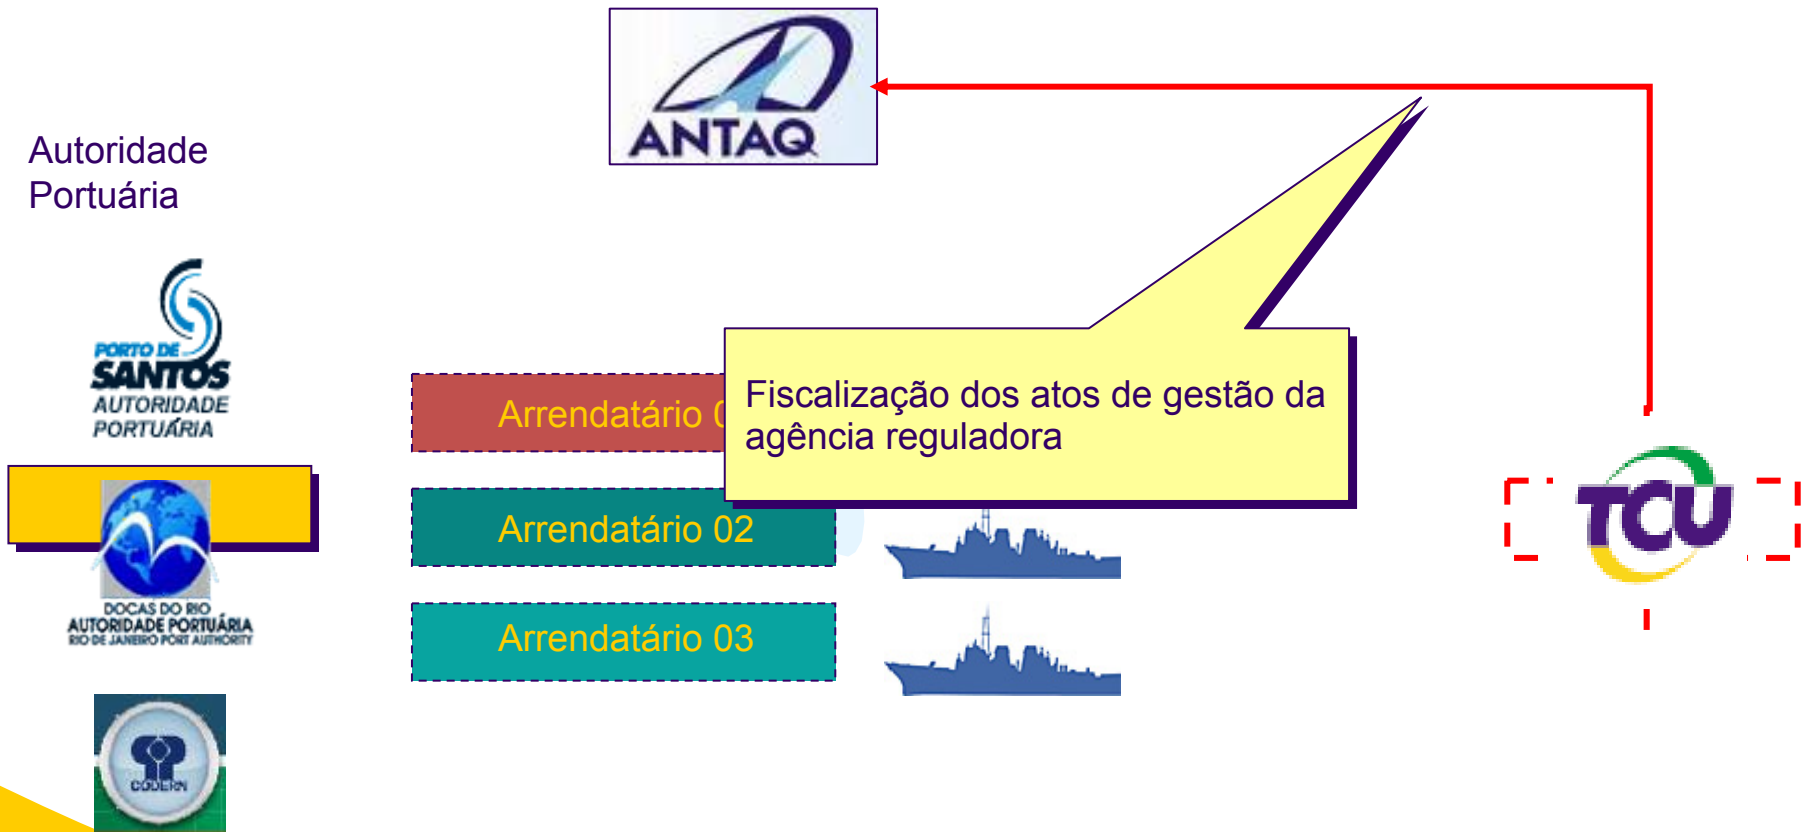 ANTAQ
Autoridade
Portuária
PORTO DE
SANTOS
AUTORIDADE
PORTUÁRIA
Fiscalização dos atos de gestão da
agência reguladora
Arrendatário 0
Arrendatário 02
TCU
DOCAS DO RIO
AUTORIDADE PORTUÁRIA
RIO DE JANEIRO PORT AUTHORITY
Arrendatário 03
CODERN